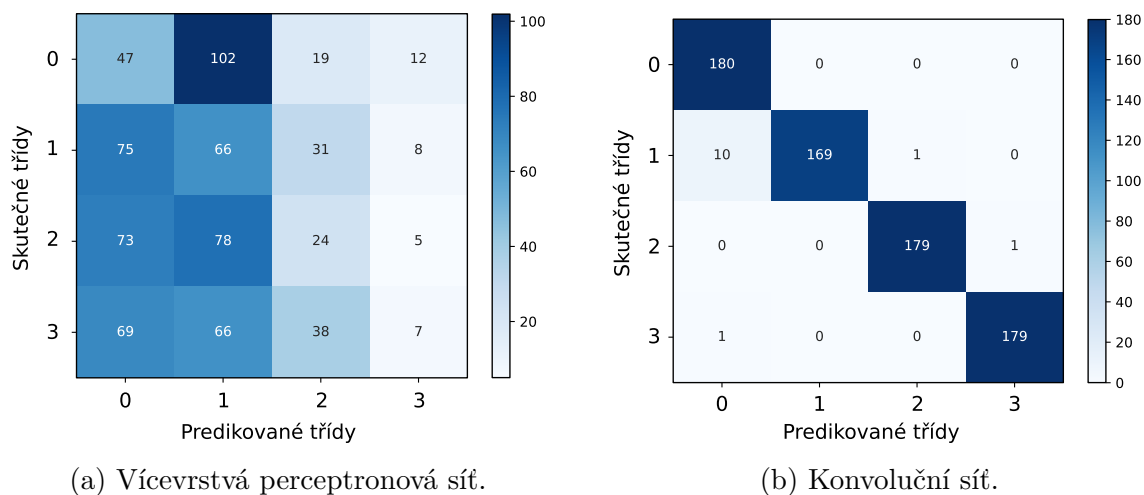 Skutečné třídy
0 47 102 19 12
1 75 66 31 8
2 73 78 24 5
3 69 66 38 7
0 1 2 3
Predikované třídy
100
80
60
40
20
(a) Vícevrstvá perceptronová síť.
Skutečné třídy
0 180 0 0 0
1 10 169 1 0
2 0 0 179 1
3 1 0 0 179
0 1 2 3
Predikované třídy
180
160
140
120
100
80
60
40
20
0
(b) Konvoluční síť.